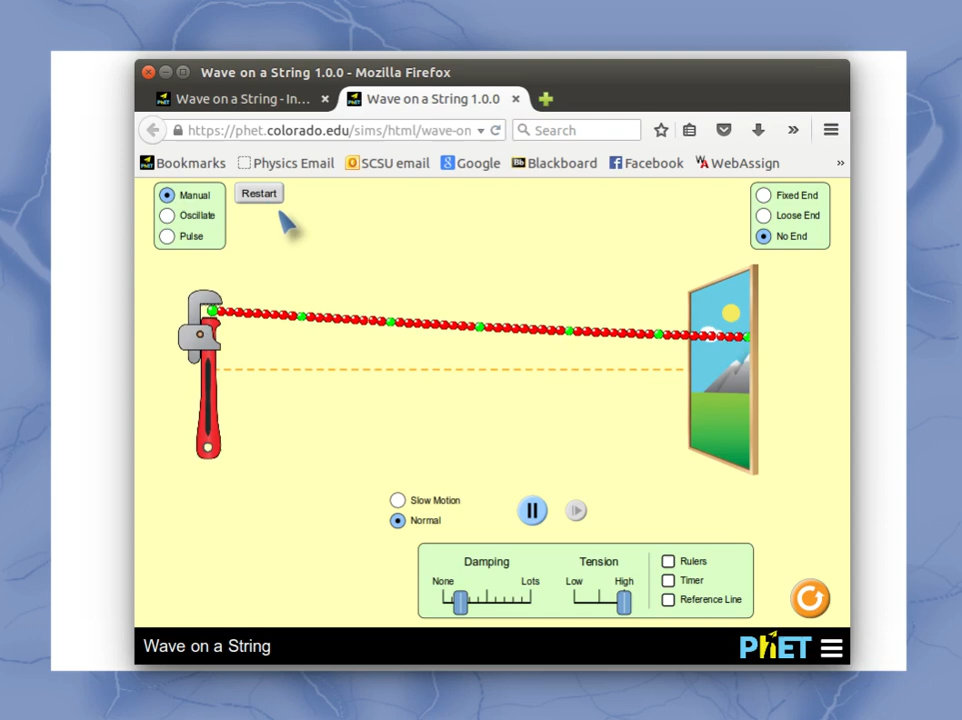 Wave on a String 1.0.0 - Mozilla Firefox
Wave on a String - In...
Wave on a String 1.0.0
https://phet.colorado.edu/sims/html/wave-on
Search
Bookmarks Physics Email SCSU email Google Blackboard Facebook WebAssign »
Manual
Oscillate
Pulse
Restart
Fixed End
Loose End
No End
Slow Motion
Normal
Damping
None Lots
Tension
Low High
Rulers
Timer
Reference Line
Wave on a String
PhET